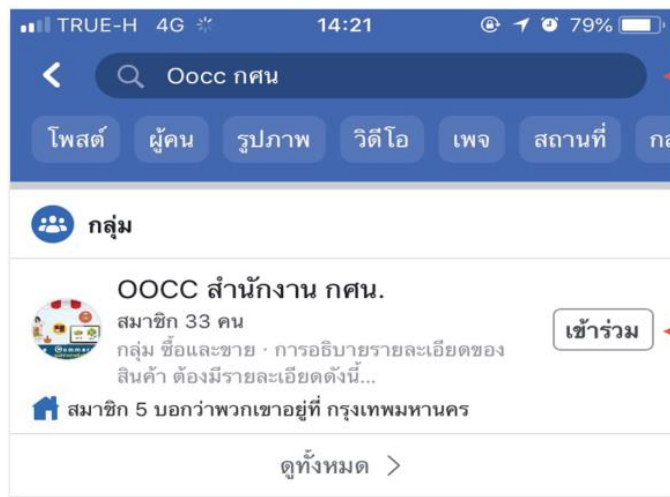 TRUE-H 4G 14:21 79%
Oocc กศน
โพสต์ ผู้คน รูปภาพ วิดีโอ เพจ สถานที่
กลุ่ม
OOCC สำนักงาน กศน.
สมาชิก 33 คน
เข้าร่วม
กลุ่ม ซื้อและขาย · การอธิบายรายละเอียดของ
สินค้า ต้องมีรายละเอียดดังนี้...
สมาชิก 5 บอกว่าพวกเขาอยู่ที่ กรุงเทพมหานคร
ดูทั้งหมด